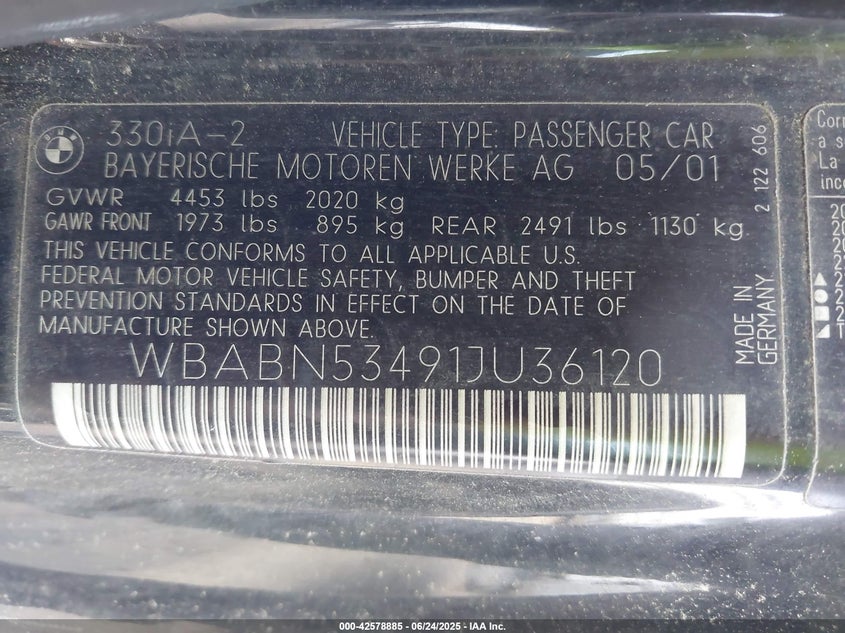 BMW
330iA-2 VEHICLE TYPE: PASSENGER CAR
BAYERISCHE MOTOREN WERKE AG 05/01
GVWR 4453 lbs 2020 kg
GAWR FRONT 1973 lbs 895 kg REAR 2491 lbs 1130 kg
THIS VEHICLE CONFORMS TO ALL APPLICABLE U.S.
FEDERAL MOTOR VEHICLE SAFETY, BUMPER AND THEFT
PREVENTION STANDARDS IN EFFECT ON THE DATE OF
MANUFACTURE SHOWN ABOVE.
WBABN53491JU36120
2 122 606
MADE IN
GERMANY
000-42578885 / 06/24/2025 - IAA Inc.